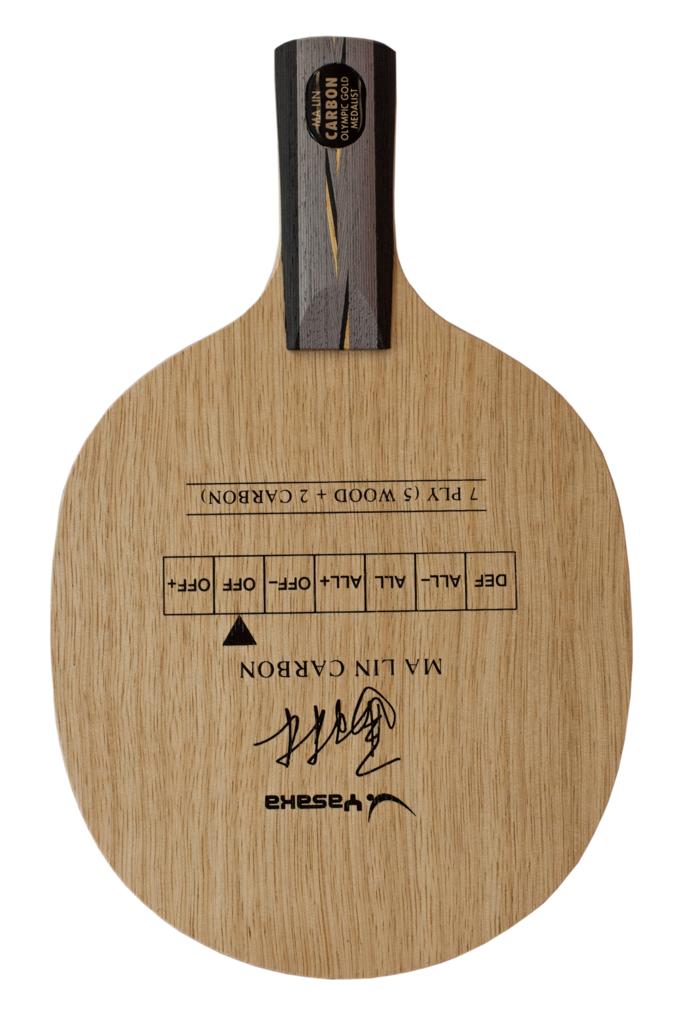 MA LIN
CARBON
OLYMPIC GOLD
MEDALIST
Yasaka
MA LIN CARBON
DEF ALL- ALL ALL+ OFF- OFF OFF+
7 PLY (5 WOOD + 2 CARBON)